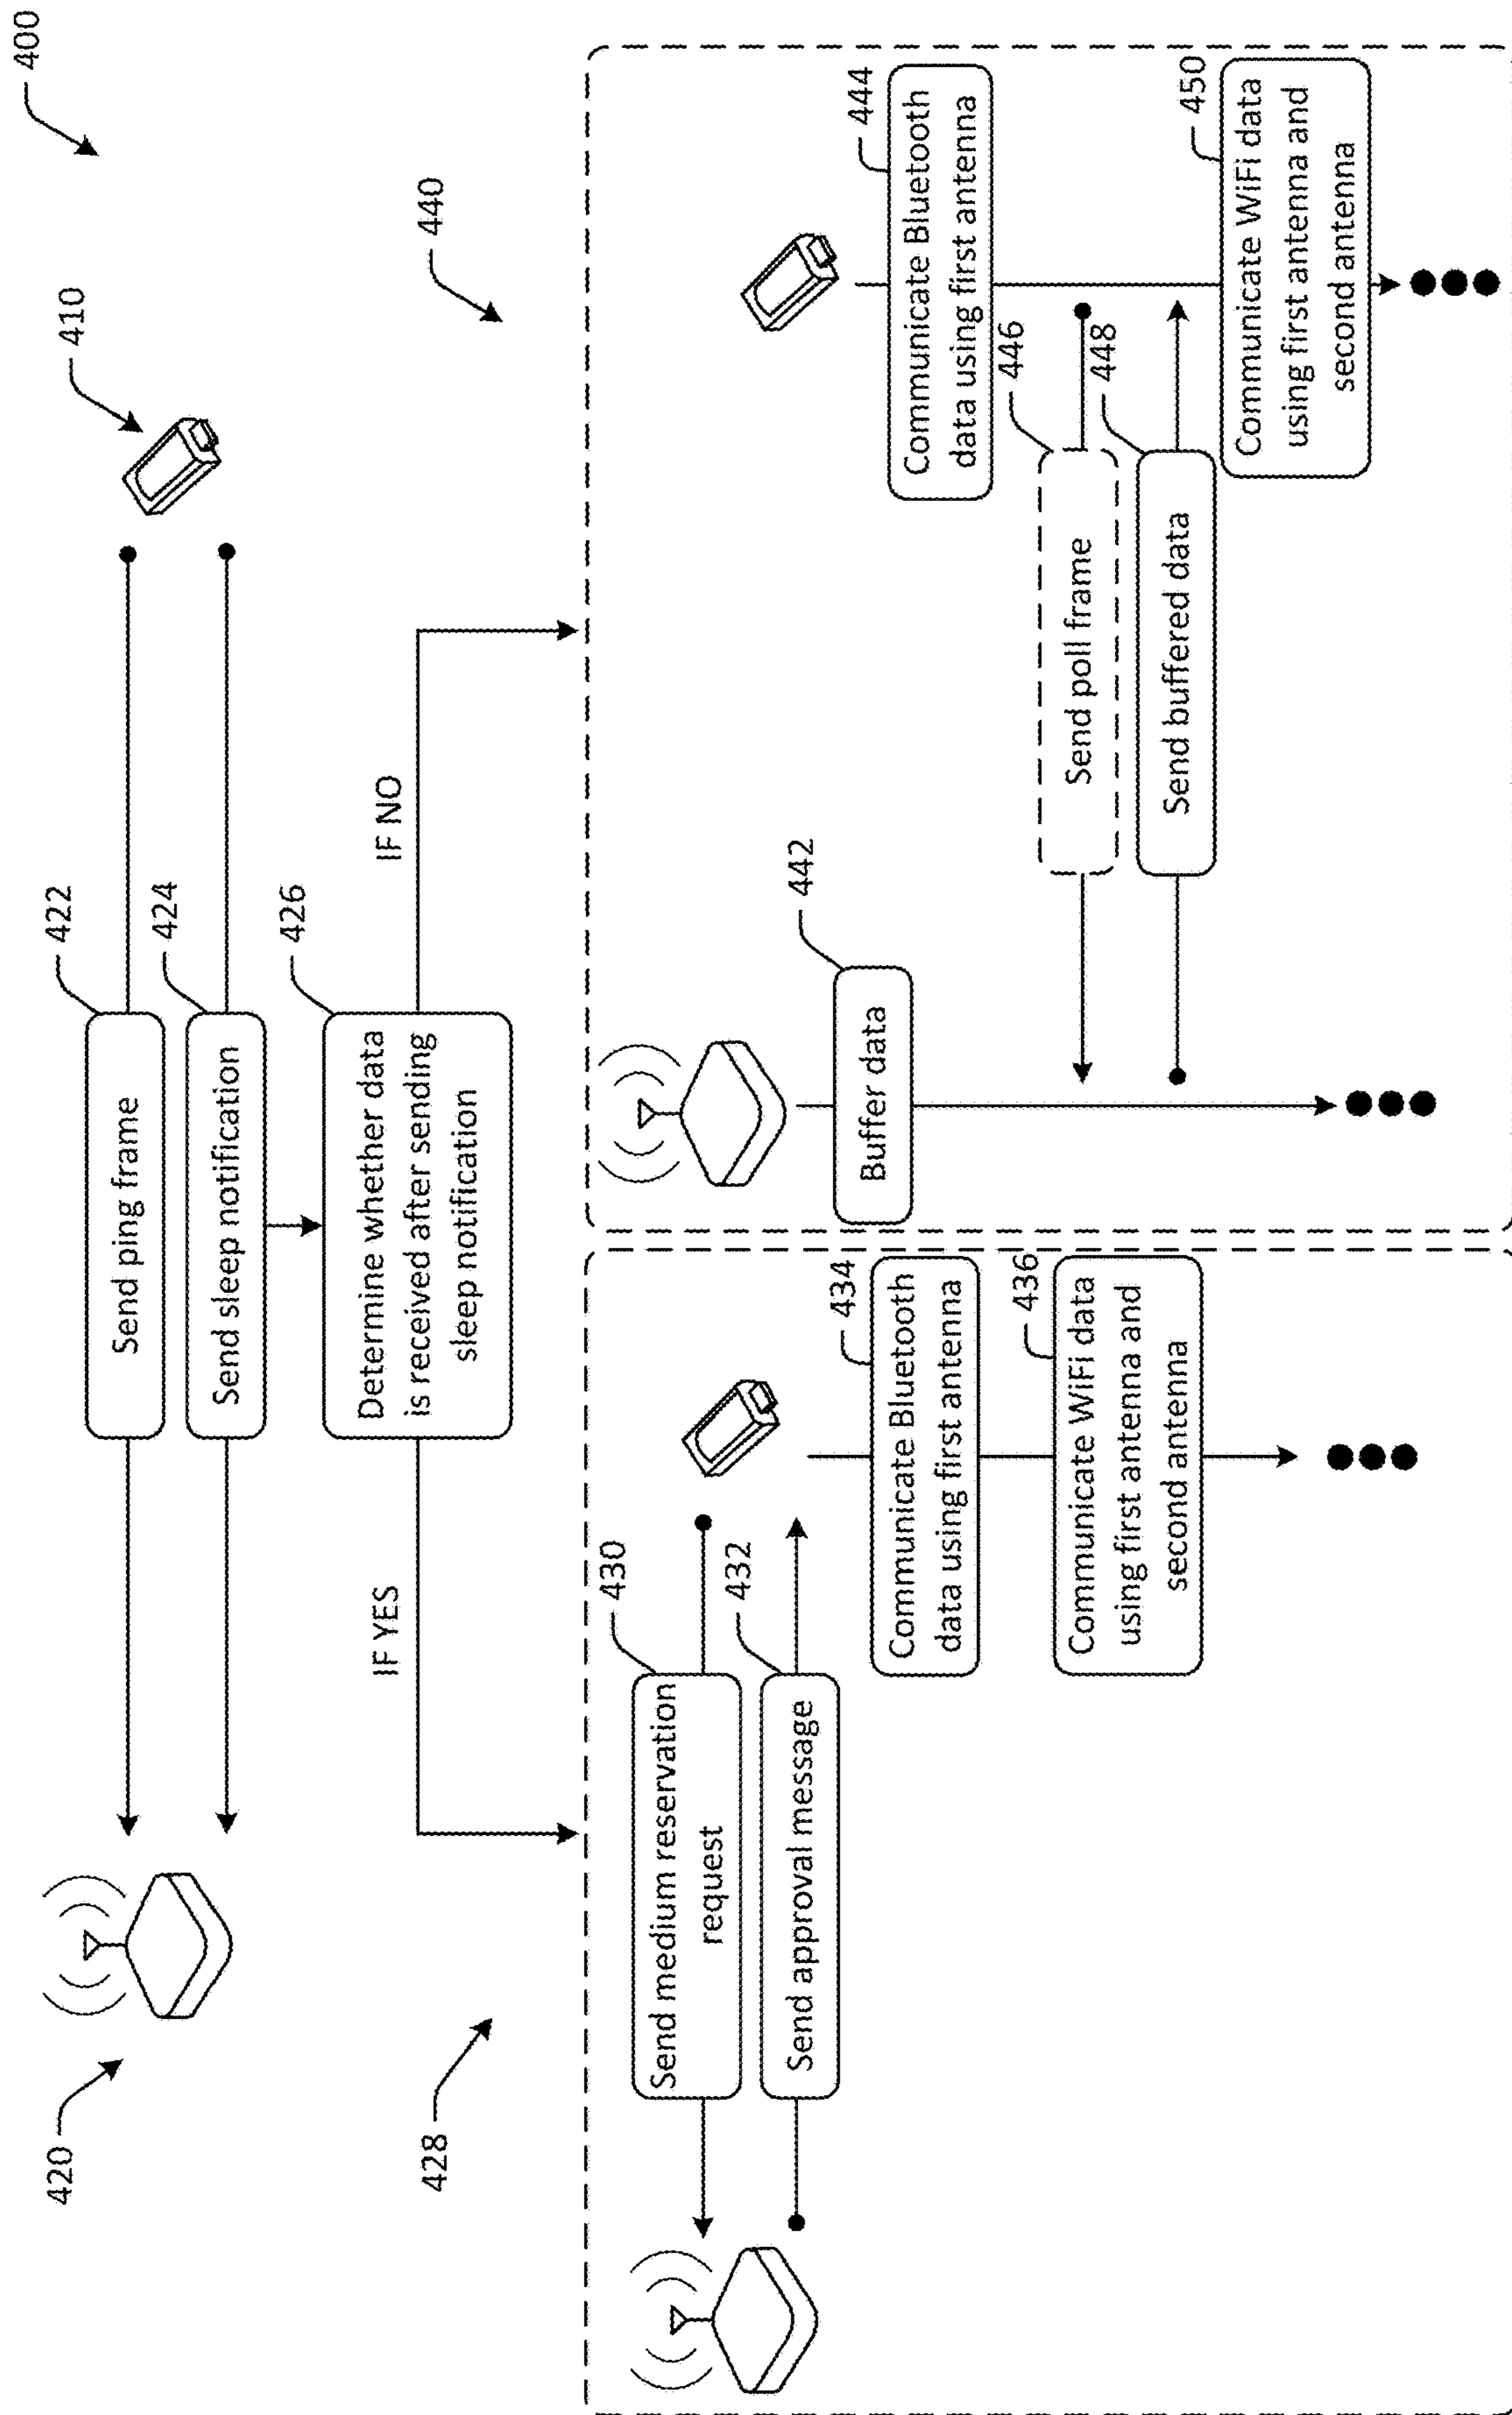 400
410
420
422
Send ping frame
424
Send sleep notification
426
Determine whether data
is received after sending
sleep notification
IF YES
IF NO
428
440
430
Send medium reservation
request
432
Send approval message
434
Communicate Bluetooth
data using first antenna
436
Communicate WiFi data
using first antenna and
second antenna
442
Buffer data
444
Communicate Bluetooth
data using first antenna
446
Send poll frame
448
Send buffered data
450
Communicate WiFi data
using first antenna and
second antenna